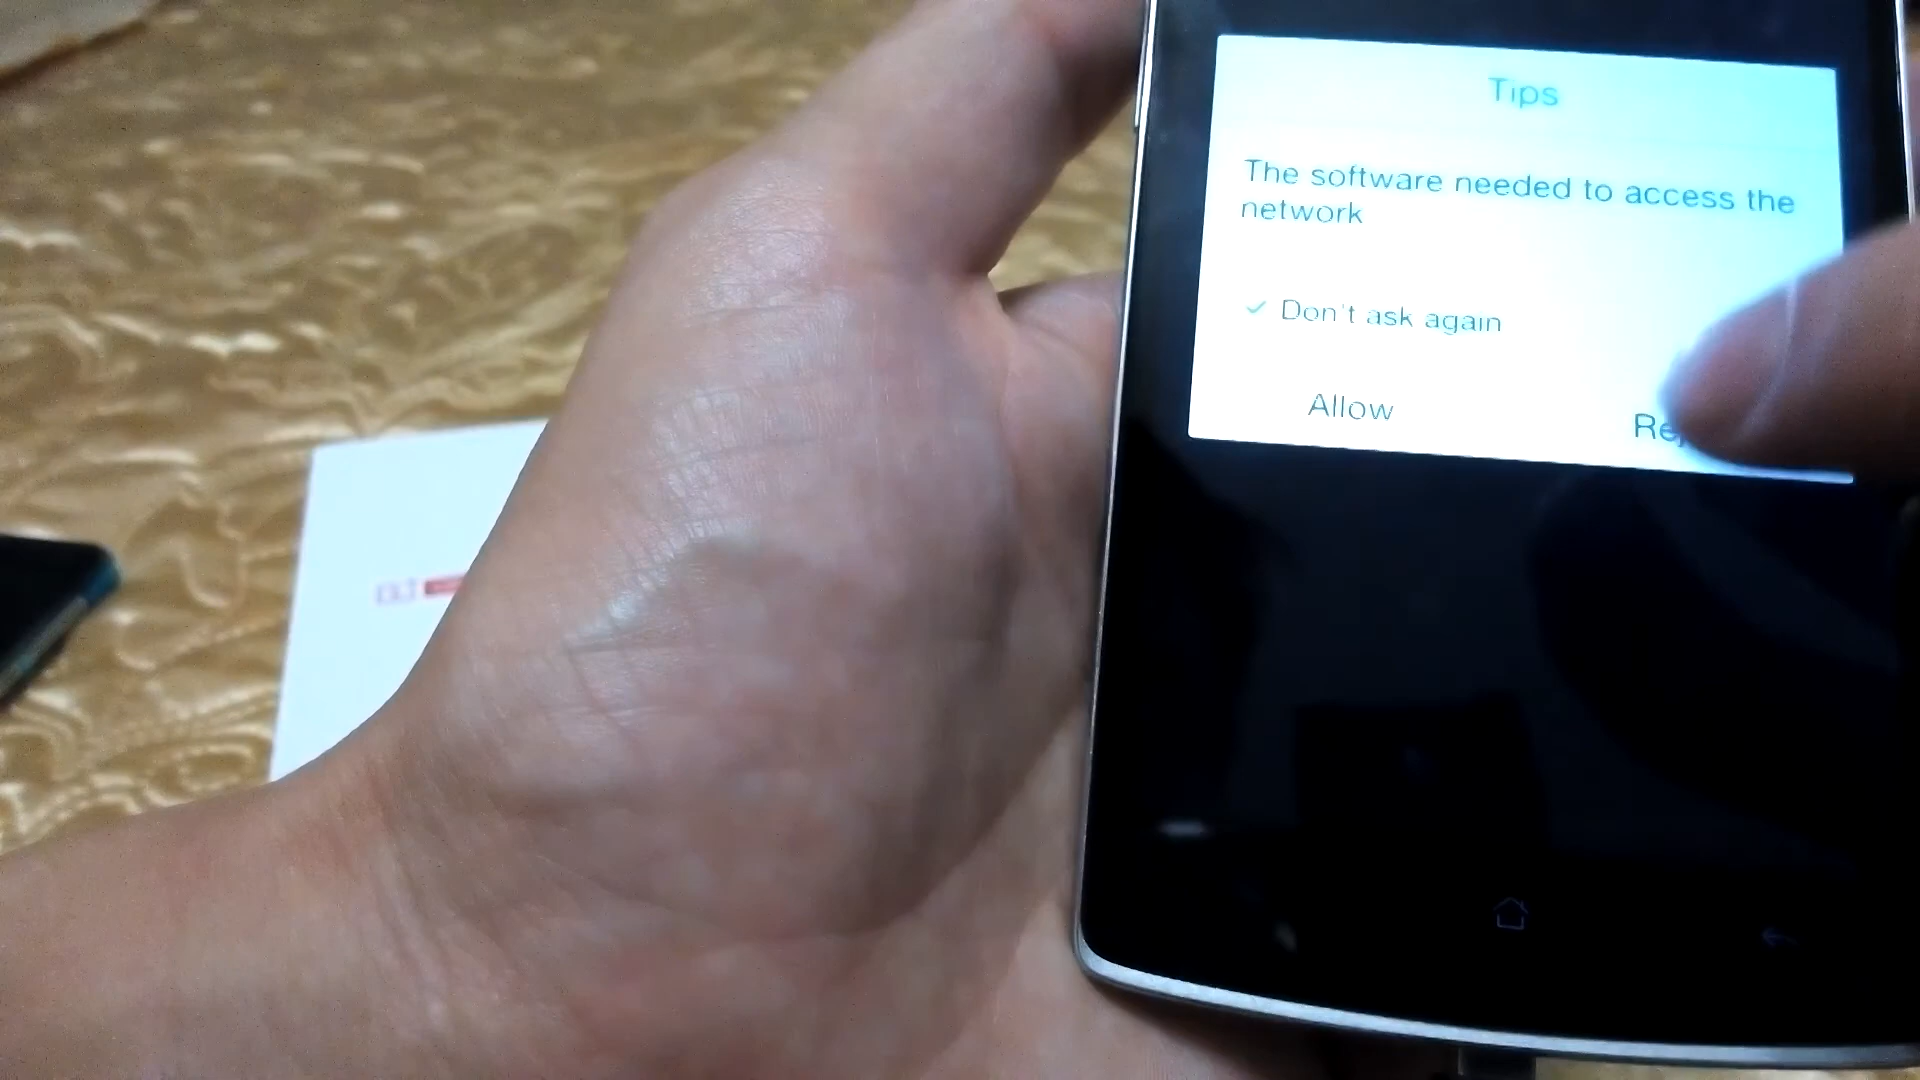 Tips
The software needed to access the
network
Don't ask again
Allow